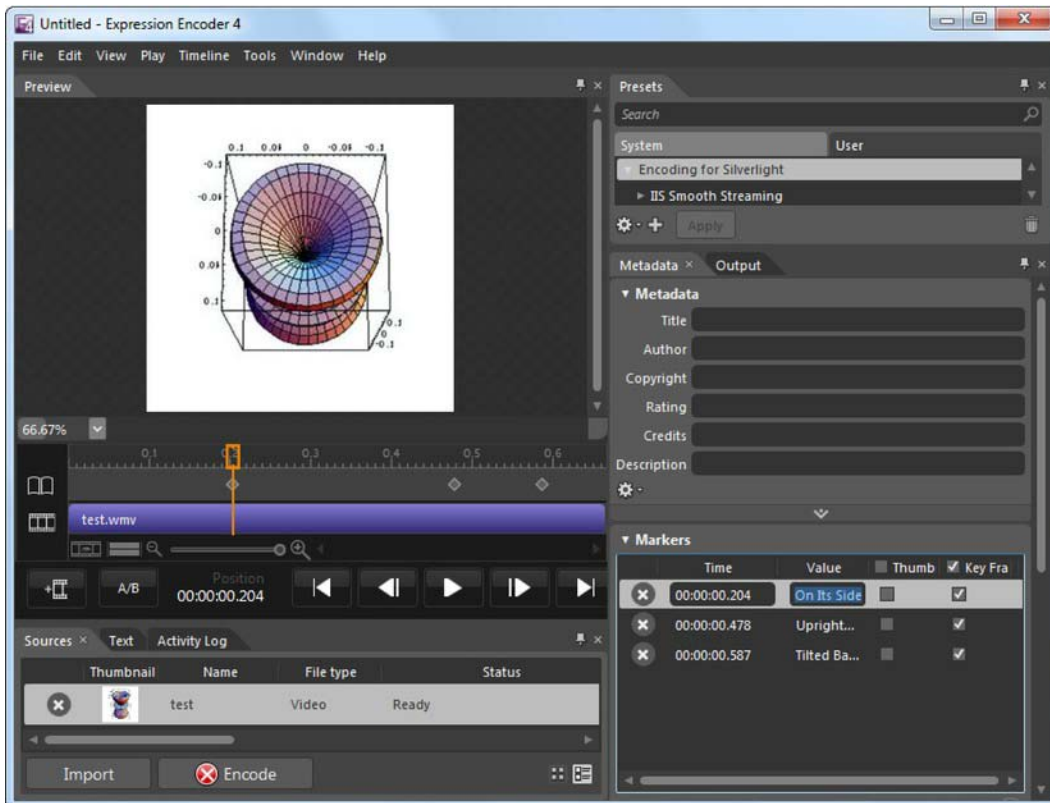 Untitled - Expression Encoder 4
File Edit View Play Timeline Tools Window Help
Preview
0.1 0.05 0 -0.05 -0.1
-0.1
-0.05
0
0.05
0.1
-0.1
0
-0.1
66.67%
0,1 0,2 0,3 0,4 0,5 0,6
test.wmv
A/B
Position
00:00:00.204
Sources Text Activity Log
Thumbnail Name File type Status
test Video Ready
Import Encode
Presets
Search
System User
Encoding for Silverlight
IIS Smooth Streaming
Apply
Metadata Output
Metadata
Title
Author
Copyright
Rating
Credits
Description
Markers
Time Value Thumb Key Fra
00:00:00.204 On Its Side
00:00:00.478 Upright...
00:00:00.587 Tilted Ba...